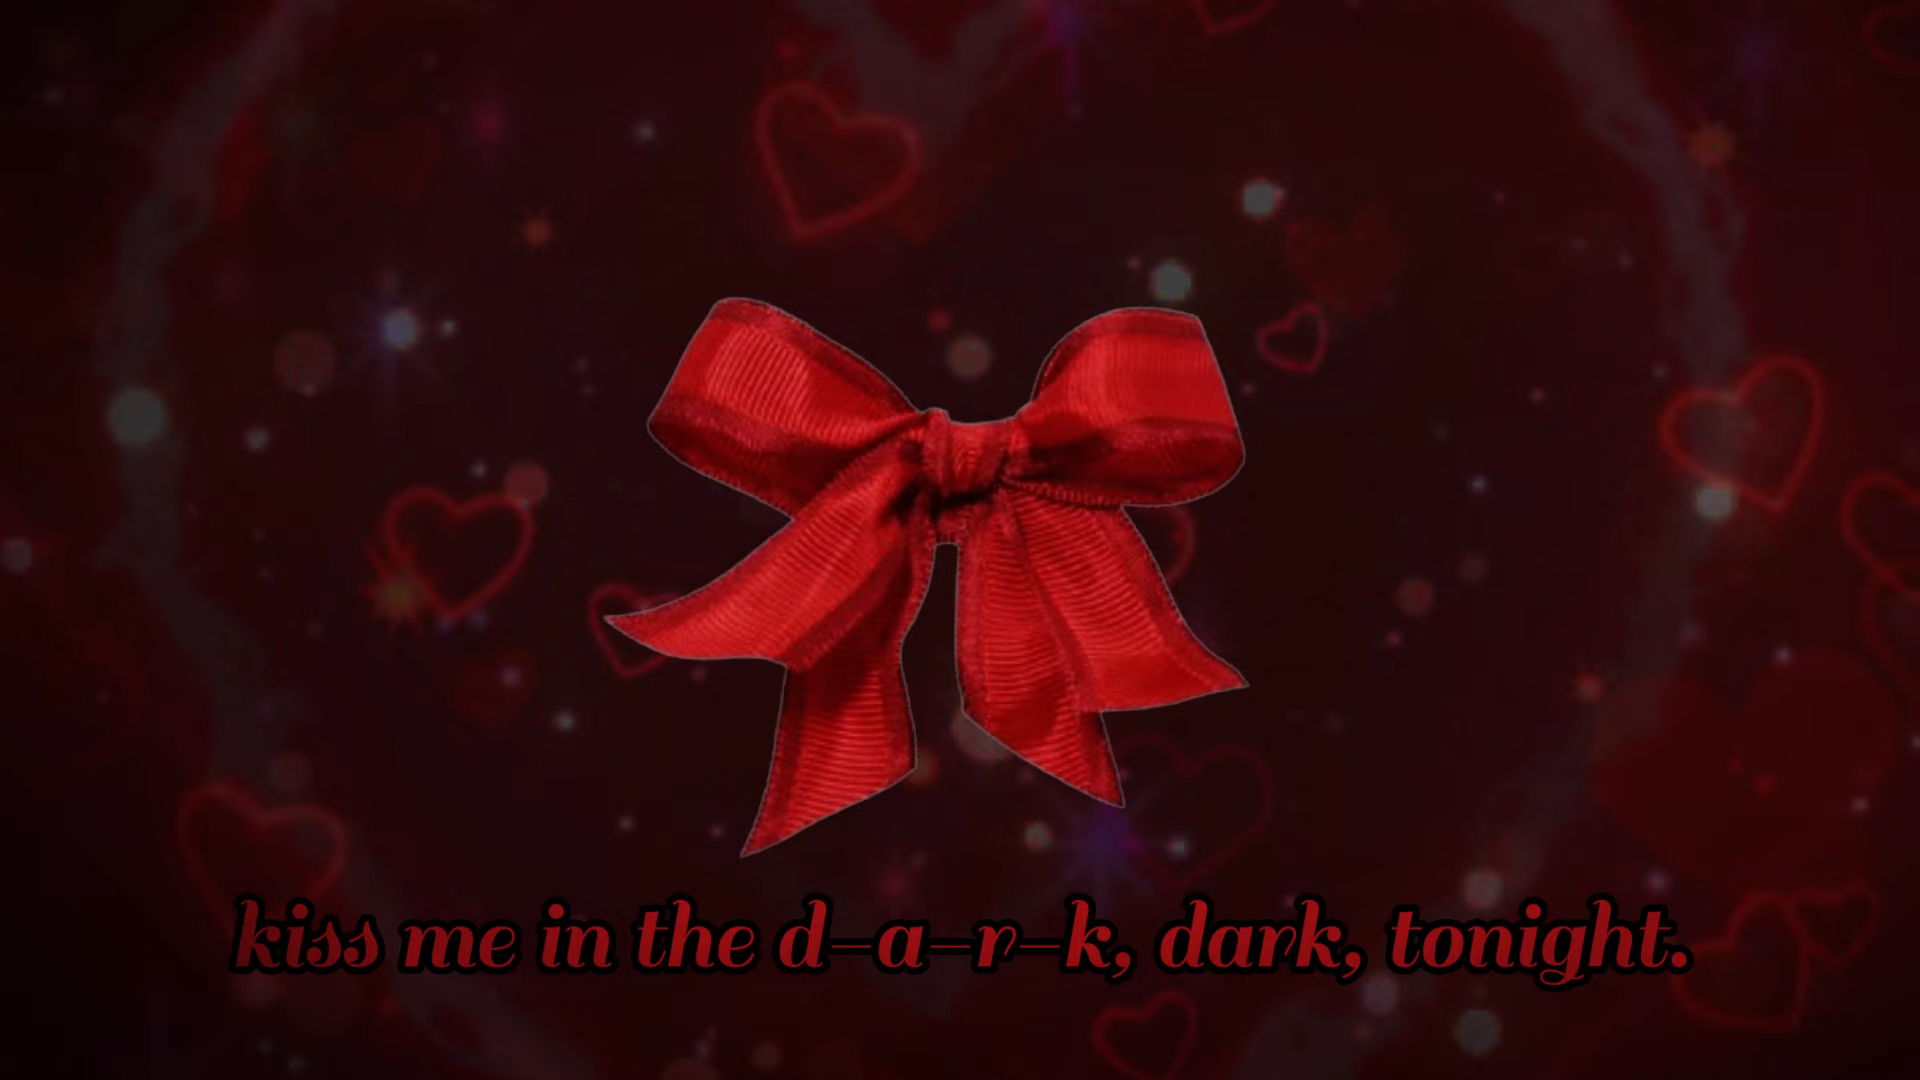 kiss me in the d–a–r–k, dark, tonight.